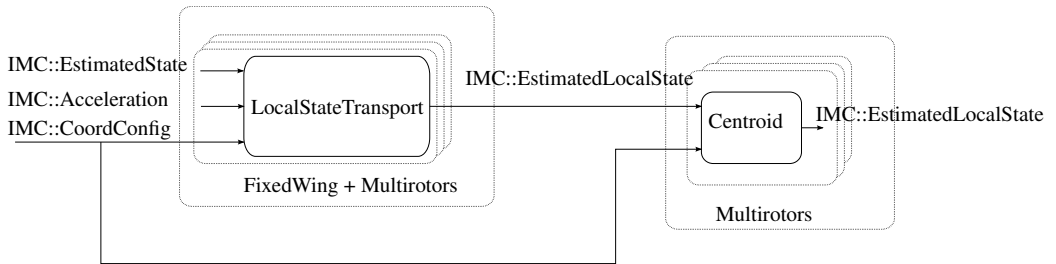 IMC::EstimatedState
IMC::Acceleration
IMC::CoordConfig
LocalStateTransport
FixedWing + Multirotors
IMC::EstimatedLocalState
Centroid
IMC::EstimatedLocalState
Multirotors